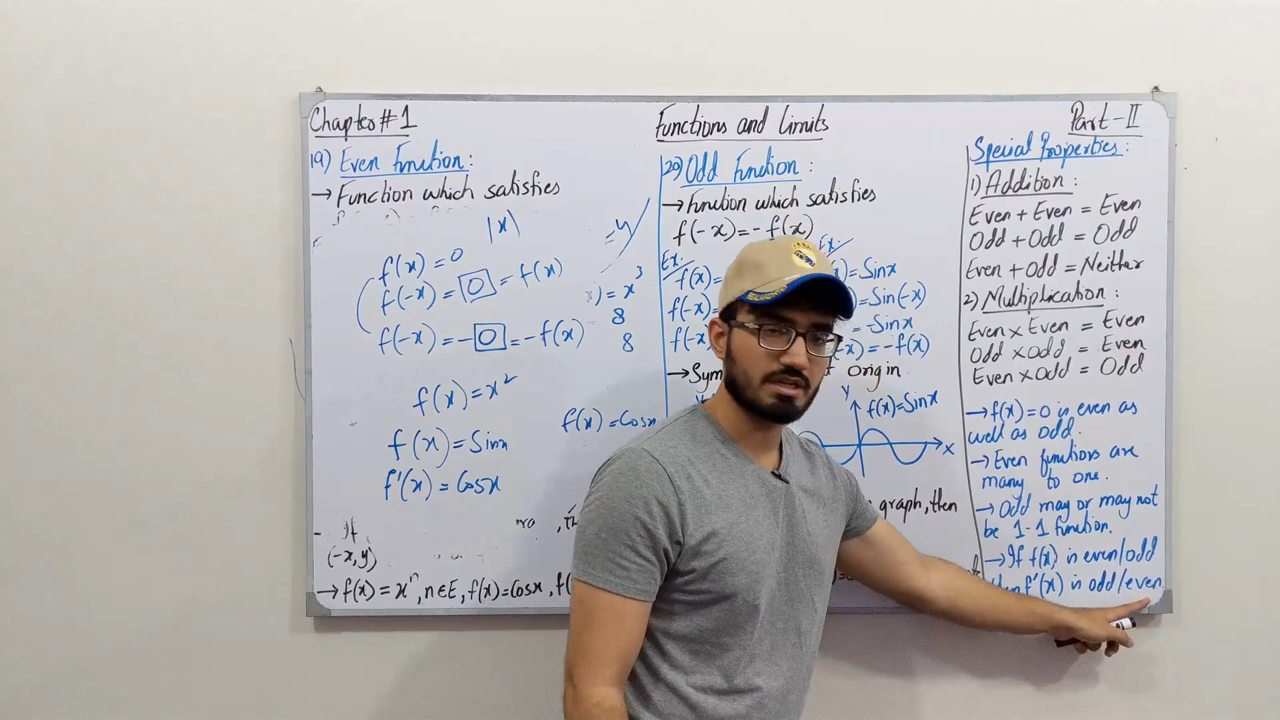 Chapter # 1
Functions and Limits
Part-II
19) Even Function:
→ Function which satisfies
|x|
= y
f(x) = 0
f(-x) = 0 = f(x)
f(-x) = -0 = -f(x)
) = x³
8
8
f(x) = x²
f(x) = Sinx
f'(x) = Cosx
f(x) = Cosx
(-x, y)
→ f(x) = xⁿ, n∈E, f(x) = Cosx, f(
20) Odd Function:
→ Function which satisfies
f(-x) = -f(x)
Ex:
f(x) =
f(-x) =
f(-x)
Ex:
) = Sinx
= Sin(-x)
= -Sinx
-x) = -f(x)
→ Sym
origin.
y
f(x) = Sinx
x
graph, then
Special Properties:
1) Addition:
Even + Even = Even
Odd + Odd = Odd
Even + Odd = Neither
2) Multiplication:
Even x Even = Even
Odd x Odd = Even
Even x Odd = Odd
→ f(x) = 0 is even as
well as odd.
→ Even functions are
many to one.
→ Odd may or may not
be 1-1 function.
→ If f(x) is even/odd
then f'(x) is odd/even.